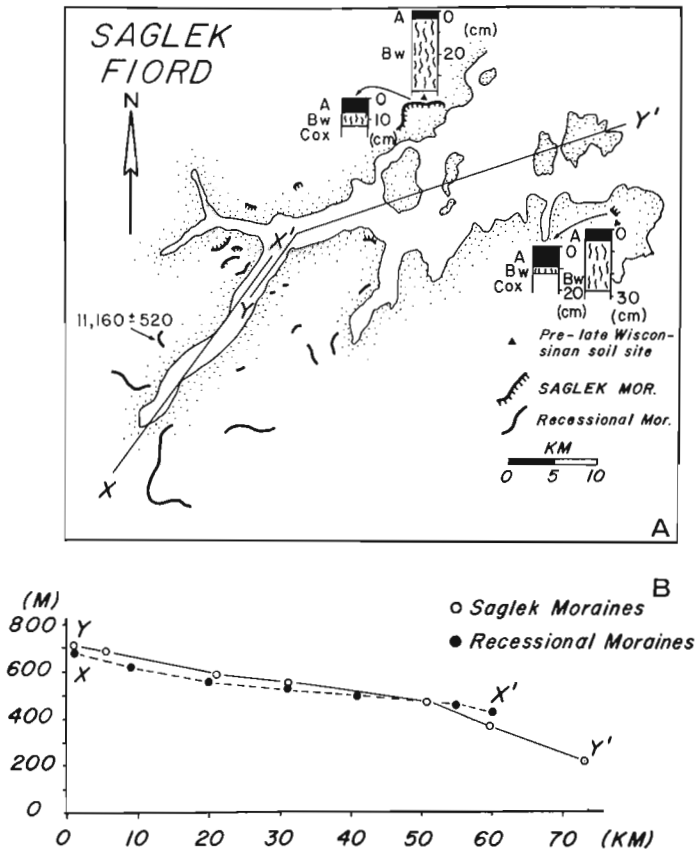 SAGLEK
FIORD
N
A 0 (cm)
Bw 20
A 0
Bw 10
Cox (cm)
Y'
X'
Y
A 0
Bw
Cox 20
(cm)
A 0
Bw
30
(cm)
11,160 ± 520
X
Pre-late Wiscon-
sinan soil site
SAGLEK MOR.
Recessional Mor.
KM
0 5 10
A
B
(M)
800
600
400
200
0
Y
X
X'
Y'
Saglek Moraines
Recessional Moraines
0 10 20 30 40 50 60 70 (KM)